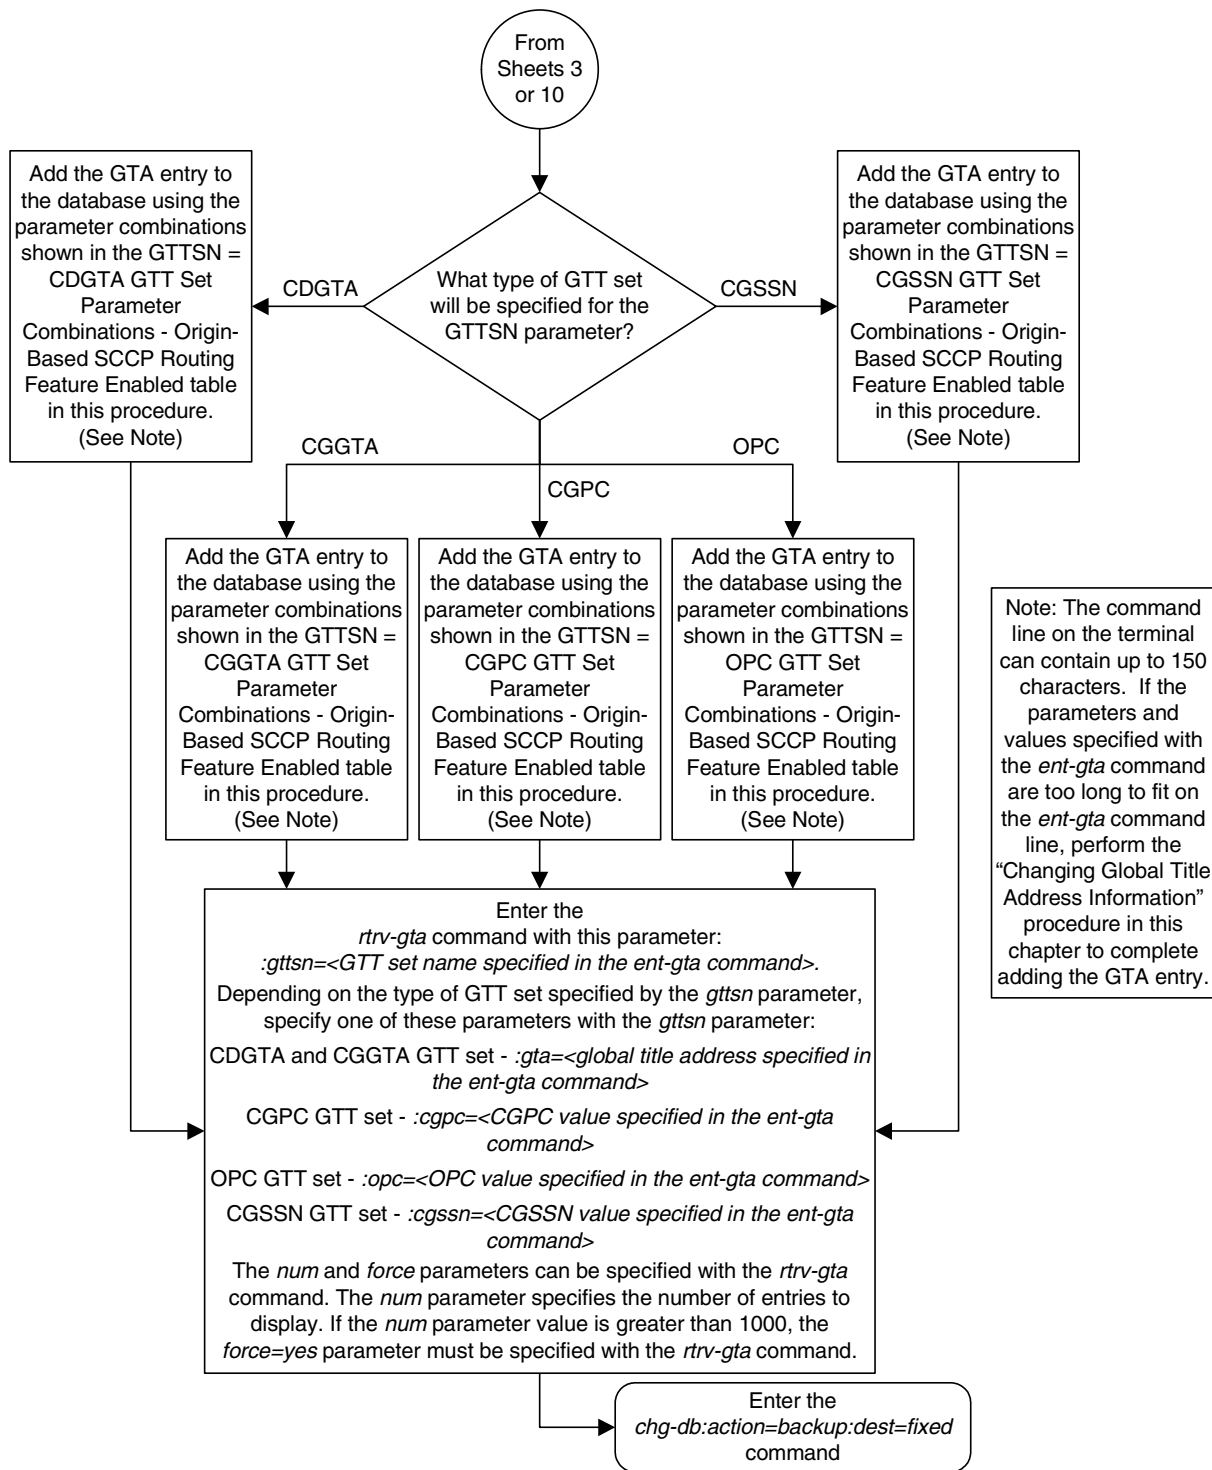 From
Sheets 3
or 10
Add the GTA entry to
the database using the
parameter combinations
shown in the GTTSN =
CDGTA GTT Set
Parameter
Combinations - Origin-
Based SCCP Routing
Feature Enabled table
in this procedure.
(See Note)
CDGTA
What type of GTT set
will be specified for the
GTTSN parameter?
CGSSN
Add the GTA entry to
the database using the
parameter combinations
shown in the GTTSN =
CGSSN GTT Set
Parameter
Combinations - Origin-
Based SCCP Routing
Feature Enabled table
in this procedure.
(See Note)
CGGTA
CGPC
OPC
Add the GTA entry to
the database using the
parameter combinations
shown in the GTTSN =
CGGTA GTT Set
Parameter
Combinations - Origin-
Based SCCP Routing
Feature Enabled table
in this procedure.
(See Note)
Add the GTA entry to
the database using the
parameter combinations
shown in the GTTSN =
CGPC GTT Set
Parameter
Combinations - Origin-
Based SCCP Routing
Feature Enabled table
in this procedure.
(See Note)
Add the GTA entry to
the database using the
parameter combinations
shown in the GTTSN =
OPC GTT Set
Parameter
Combinations - Origin-
Based SCCP Routing
Feature Enabled table
in this procedure.
(See Note)
Note: The command
line on the terminal
can contain up to 150
characters. If the
parameters and
values specified with
the ent-gta command
are too long to fit on
the ent-gta command
line, perform the
“Changing Global Title
Address Information”
procedure in this
chapter to complete
adding the GTA entry.
Enter the
rtrv-gta command with this parameter:
:gttsn=<GTT set name specified in the ent-gta command>.
Depending on the type of GTT set specified by the gttsn parameter,
specify one of these parameters with the gttsn parameter:
CDGTA and CGGTA GTT set - :gta=<global title address specified in
the ent-gta command>
CGPC GTT set - :cgpc=<CGPC value specified in the ent-gta
command>
OPC GTT set - :opc=<OPC value specified in the ent-gta command>
CGSSN GTT set - :cgssn=<CGSSN value specified in the ent-gta
command>
The num and force parameters can be specified with the rtrv-gta
command. The num parameter specifies the number of entries to
display. If the num parameter value is greater than 1000, the
force=yes parameter must be specified with the rtrv-gta command.
Enter the
chg-db:action=backup:dest=fixed
command